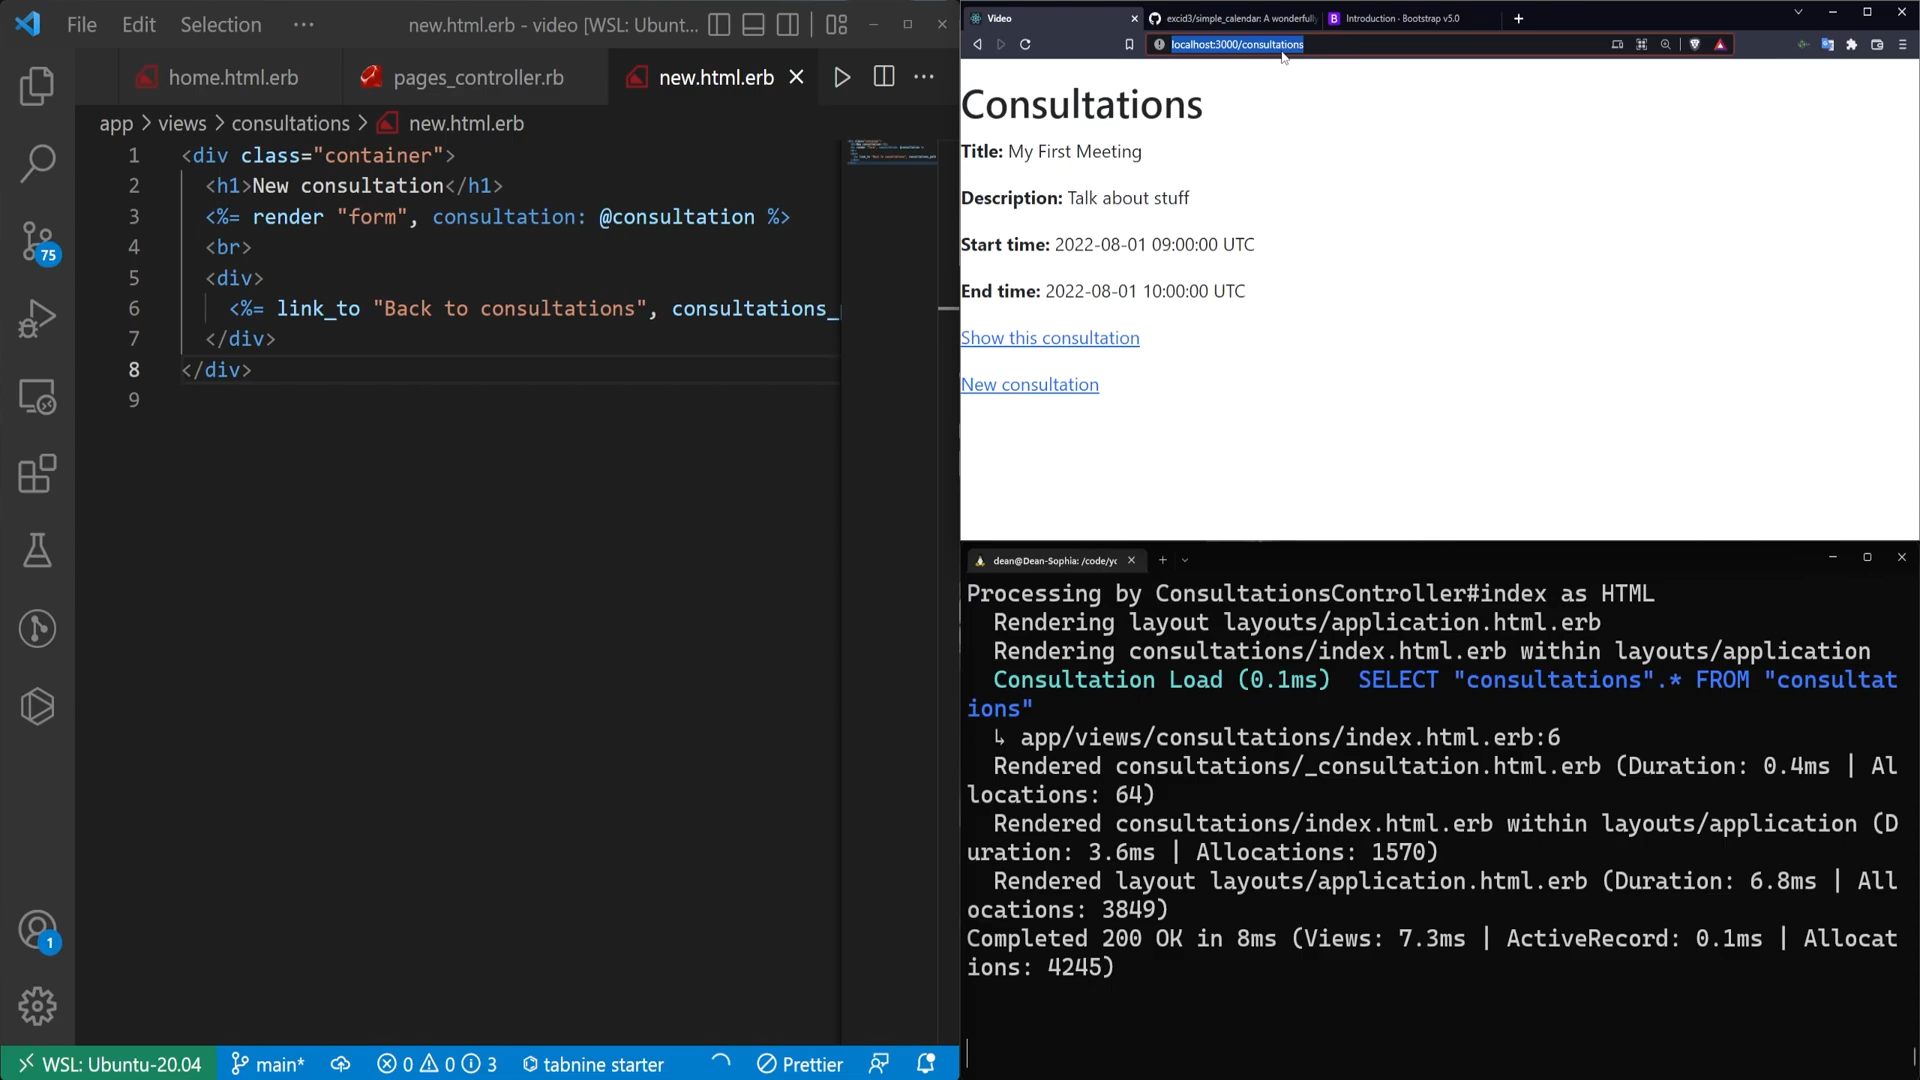 File Edit Selection ··· new.html.erb - video [WSL: Ubunt...
home.html.erb pages_controller.rb new.html.erb
app > views > consultations > new.html.erb
1 <div class="container">
2 <h1>New consultation</h1>
3 <%= render "form", consultation: @consultation %>
4 <br>
5 <div>
6 <%= link_to "Back to consultations", consultations_
7 </div>
8 </div>
9
75
1
WSL: Ubuntu-20.04 main* 0 0 3 tabnine starter Prettier
Video excid3/simple_calendar: A wonderfully Introduction · Bootstrap v5.0
localhost:3000/consultations
Consultations
Title: My First Meeting
Description: Talk about stuff
Start time: 2022-08-01 09:00:00 UTC
End time: 2022-08-01 10:00:00 UTC
Show this consultation
New consultation
dean@Dean-Sophia: /code/yc
Processing by ConsultationsController#index as HTML
Rendering layout layouts/application.html.erb
Rendering consultations/index.html.erb within layouts/application
Consultation Load (0.1ms) SELECT "consultations".* FROM "consultat
ions"
↳ app/views/consultations/index.html.erb:6
Rendered consultations/_consultation.html.erb (Duration: 0.4ms | Al
locations: 64)
Rendered consultations/index.html.erb within layouts/application (D
uration: 3.6ms | Allocations: 1570)
Rendered layout layouts/application.html.erb (Duration: 6.8ms | All
ocations: 3849)
Completed 200 OK in 8ms (Views: 7.3ms | ActiveRecord: 0.1ms | Allocat
ions: 4245)